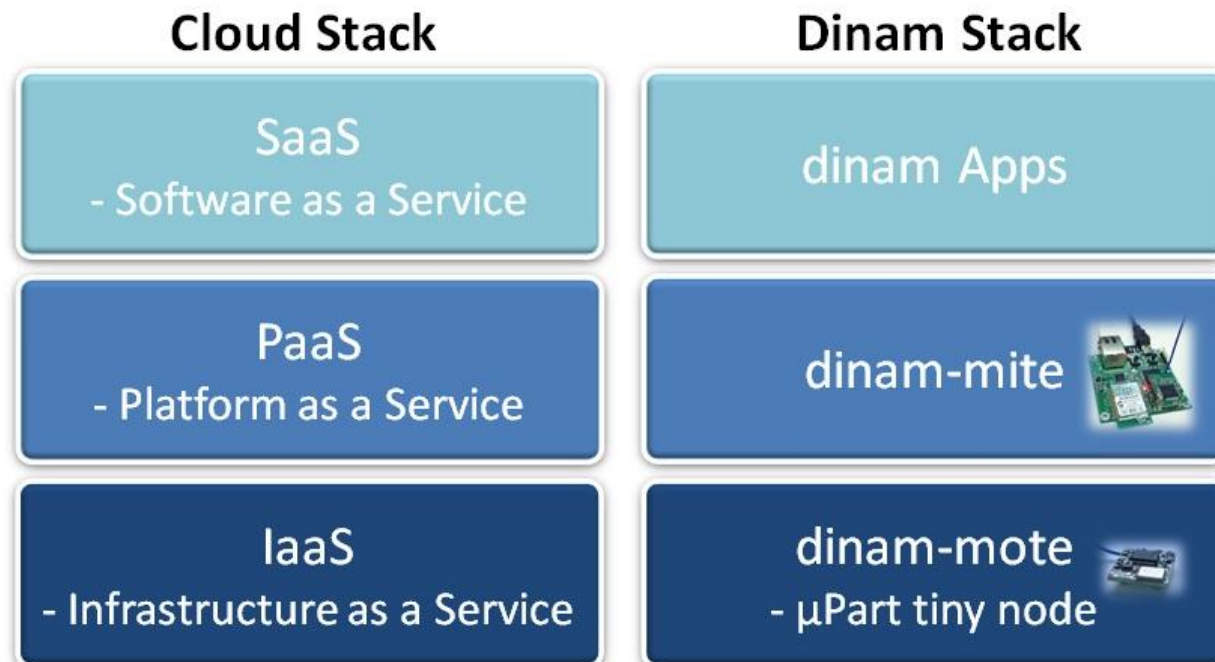 Cloud Stack
SaaS
- Software as a Service
PaaS
- Platform as a Service
IaaS
- Infrastructure as a Service
Dinam Stack
dinam Apps
dinam-mite
dinam-mote
- µPart tiny node